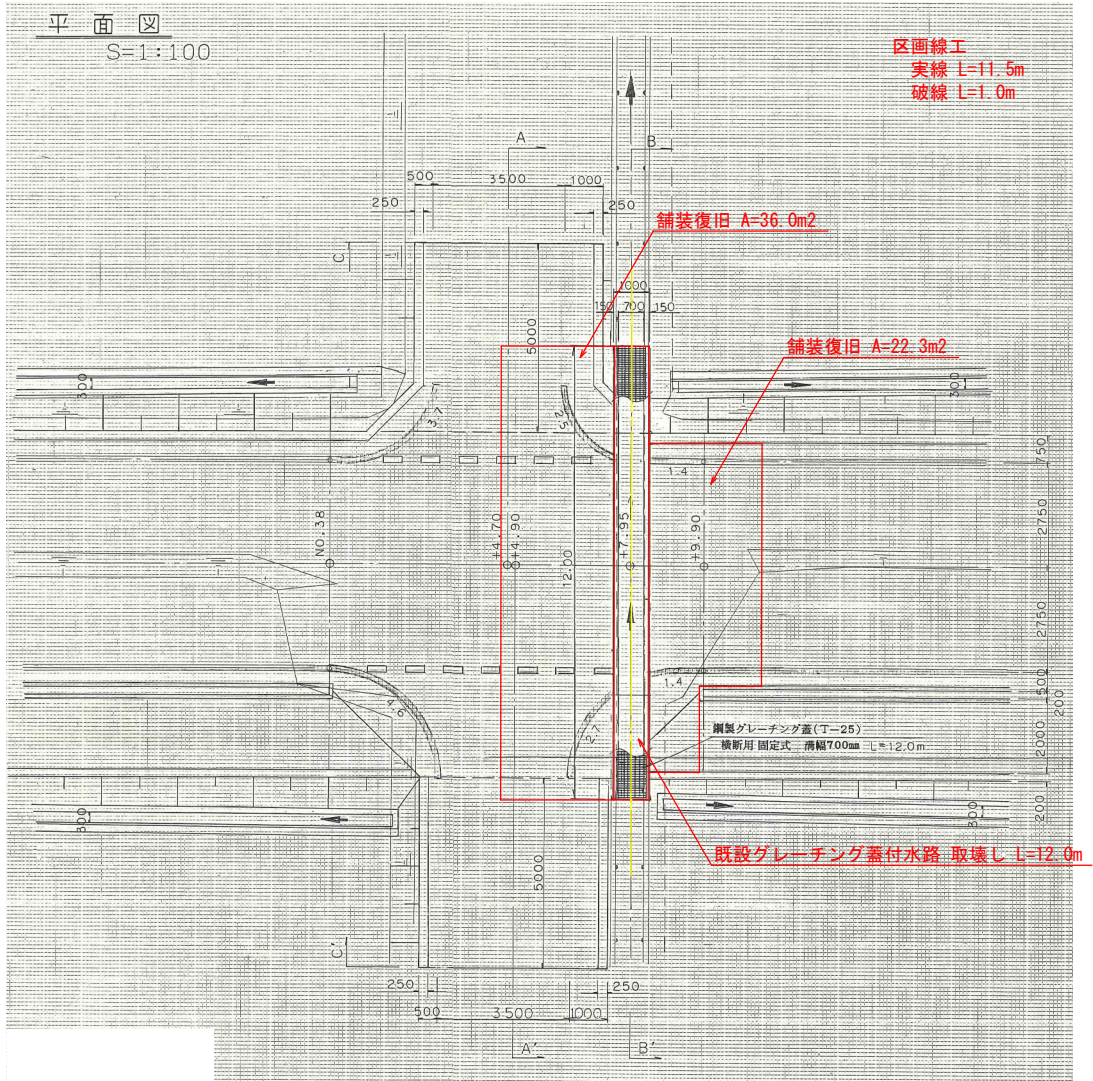 平 面 図
S=1:100
区画線工
実線 L=11.5m
破線 L=1.0m
A
B
500
3500
1000
250
250
舗装復旧 A=36.0m2
C
1000
150
700
150
5000
舗装復旧 A=22.3m2
300
300
3.7
2.5
750
1.4
NO.38
+4.70
+4.90
12.00
+7.95
+9.90
2750
2750
4.6
2.7
1.4
500
200
鋼製グレーチング蓋(T-25)
横断用 固定式 溝幅700mm L=12.0m
2000
300
300
200
既設グレーチング蓋付水路 取壊し L=12.0m
5000
C'
250
250
500
3500
1000
A'
B'